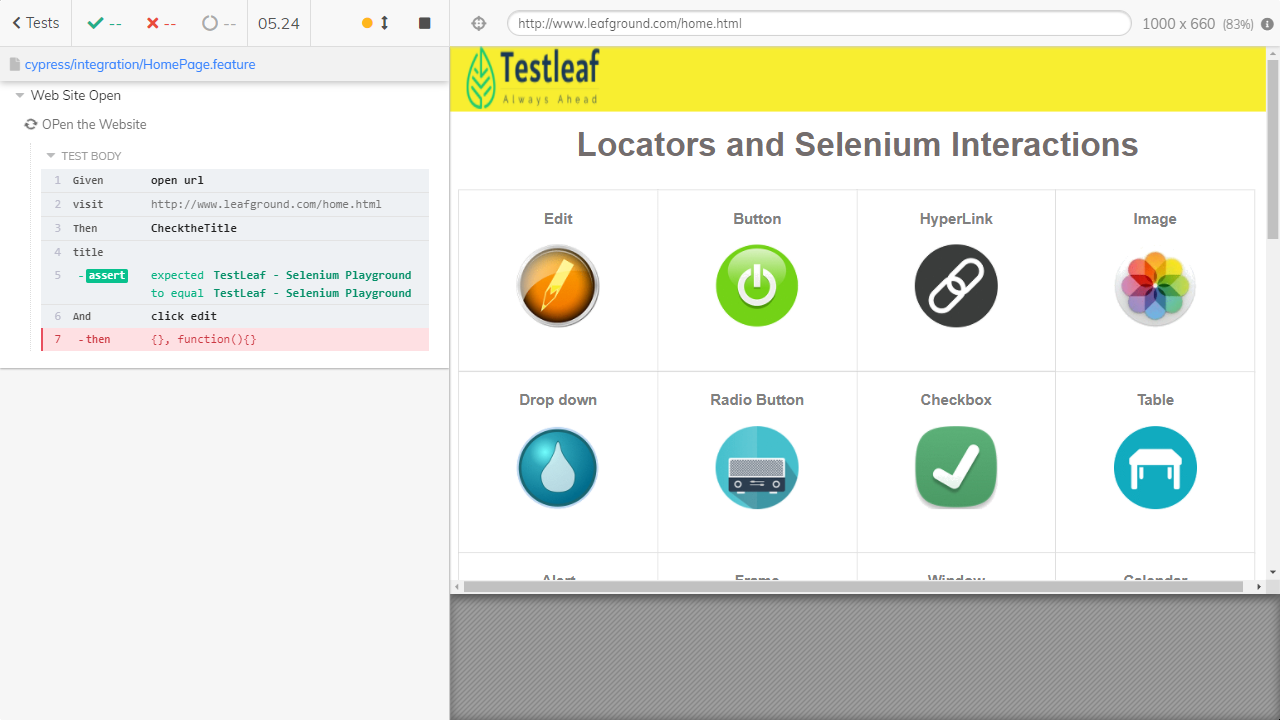 Tests
--
--
--
05.24
http://www.leafground.com/home.html
1000 x 660 (83%)
cypress/integration/HomePage.feature
Web Site Open
OPen the Website
TEST BODY
1 Given open url
2 visit http://www.leafground.com/home.html
3 Then ChecktheTitle
4 title
5 -assert expected TestLeaf - Selenium Playground
to equal TestLeaf - Selenium Playground
6 And click edit
7 -then {}, function(){}
Testleaf
Always Ahead
Locators and Selenium Interactions
Edit Button HyperLink Image
Drop down Radio Button Checkbox Table
Alert Frame Window Calendar